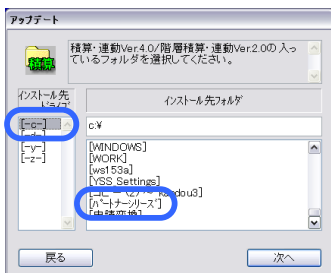 アップデート
積算
積算・連動Ver.4.0/階層積算・連動Ver.2.0の 入っ
ているフォルダを選択してください。
インストール先
ドライブ
インストール先フォルダ
[-c-]
[-y-]
[-z-]
c:¥
[WINDOWS]
[WORK]
[ws153a]
[YSS Settings]
[パートナーシリーズ]
戻る
次へ